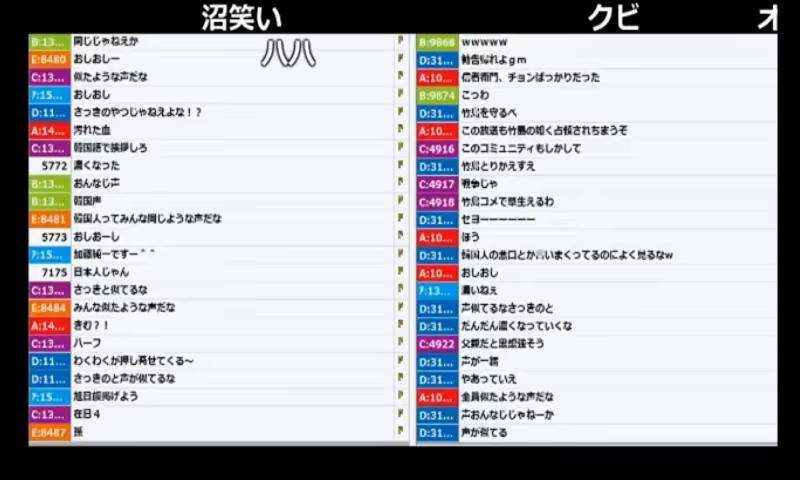 沼笑い
クビ
オ
ハハ
B:13... 同じじゃねえか
E:8480 おしおしー
C:13... 似たような声だな
ｱ:15... おしおし
D:11... さっきのやつじゃねえよな！？
A:14... 汚れた血
C:13... 韓国語で挨拶しろ
5772 濃くなった
B:13... おんなじ声
B:13... 韓国声
E:8481 韓国人ってみんな同じような声だな
5773 おしおーし
ｱ:15... 加藤純一ですー＾＾
7175 日本人じゃん
C:13... さっきと似てるな
E:8484 みんな似たような声だな
A:14... きむ？！
C:13... ハーフ
D:11... わくわくが押し寄せてくる～
D:11... さっきのと声が似てるな
ｱ:15... 旭日旗掲げよう
C:13... 在日４
E:8487 孫
B:9868 wwwww
D:31... 勧告しれよｇｍ
A:10... 信者衛門、チョンばっかりだった
B:9874 こっわ
D:31... 竹島を守るべ
A:10... この放送も竹島の如く占領されちまうぞ
C:4916 このコミュニティもしかして
D:31... 竹島とりかえすえ
C:4917 戦争じゃ
C:4918 竹島コメで草生えるわ
D:31... セヨーーーーーー
A:10... ほう
D:31... 韓国人の悪口とか言いまくってるのによく見るなw
A:10... おしおし
ｱ:13... 濃いねぇ
D:31... 声似てるなさっきのと
D:31... だんだん濃くなっていくな
C:4922 父親だと思想強そう
D:31... 声が一緒
D:31... やあっていえ
A:10... 全員似たような声だな
D:31... 声おんなじじゃねーか
D:31... 声が似てる